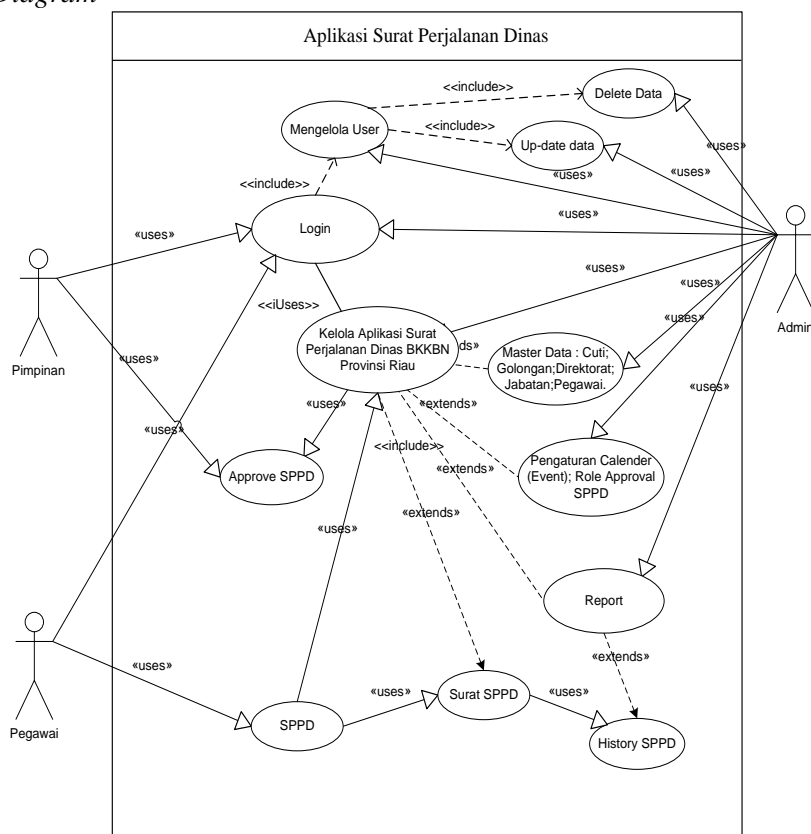 Diagram
Aplikasi Surat Perjalanan Dinas
<<include>>
Delete Data
Mengelola User
<<include>>
Up-date data
«uses»
«uses»
«uses»
<<include>>
Login
«uses»
«uses»
«uses»
<<iUses>>
«uses»
Pimpinan
Admin
Kelola Aplikasi Surat
Perjalanan Dinas BKKBN
Provinsi Riau
Master Data : Cuti;
Golongan;Direktorat;
Jabatan;Pegawai.
«uses»
«uses»
«uses»
«uses»
«extends»
«uses»
<<include>>
Approve SPPD
«extends»
Pengaturan Calender
(Event); Role Approval
SPPD
«extends»
«uses»
Report
Pegawai
«uses»
«extends»
«uses»
Surat SPPD
«uses»
SPPD
History SPPD